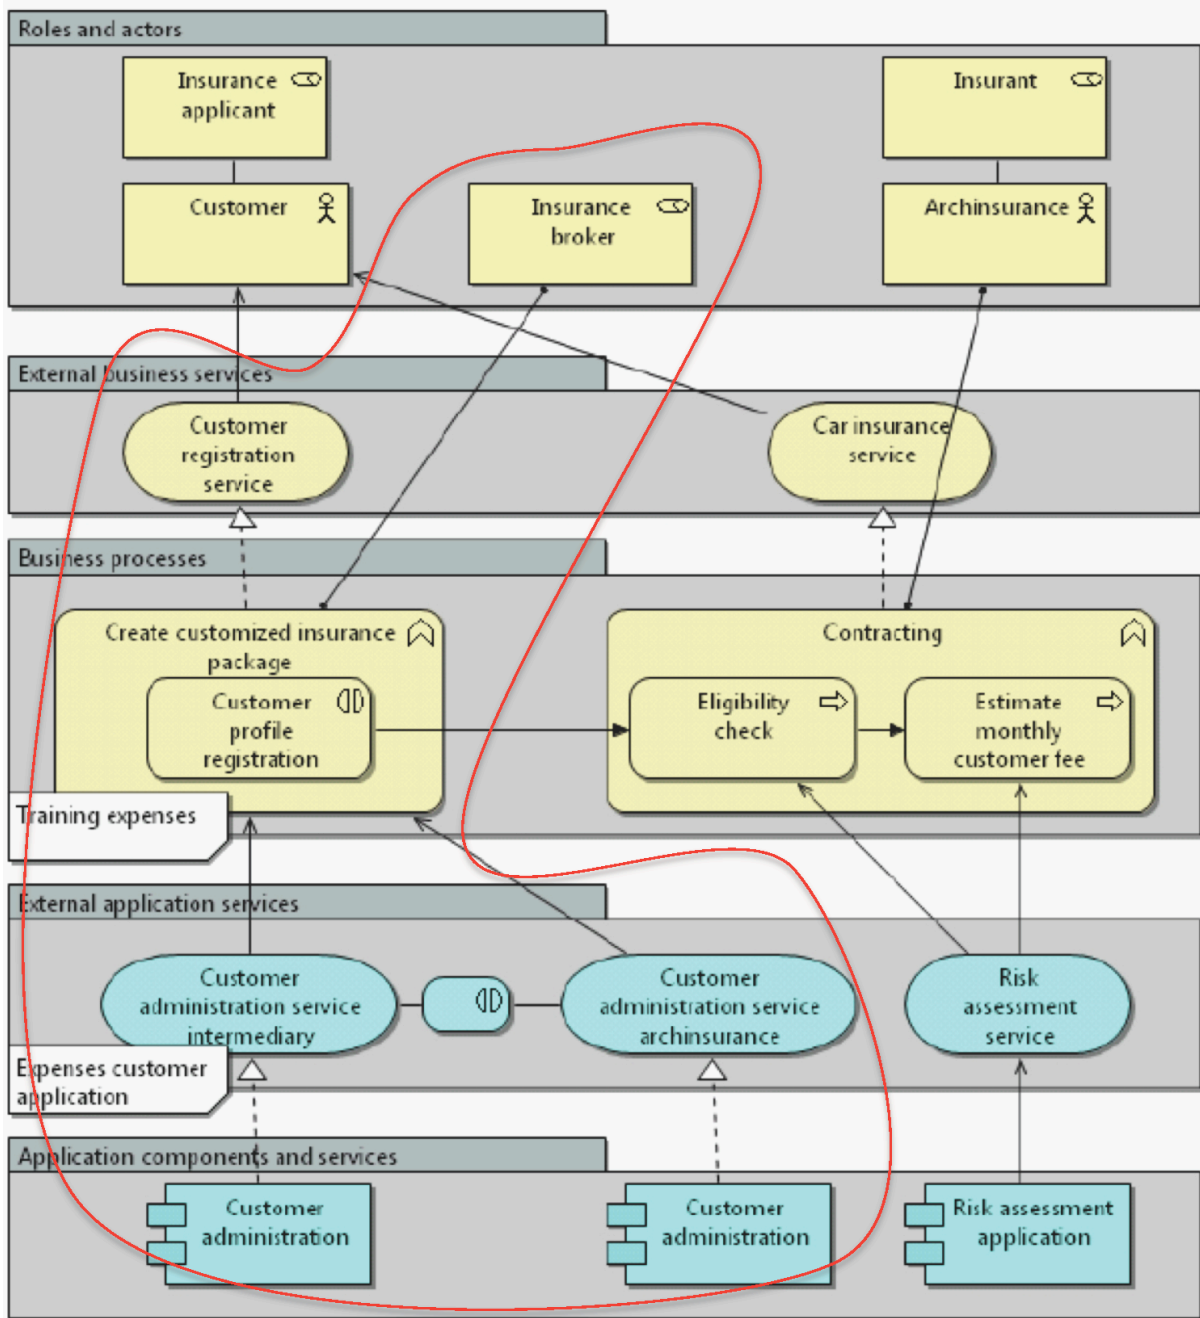 Roles and actors
Insurance
applicant
Insurant
Customer
Insurance
broker
Archinsurance
External business services
Customer
registration
service
Car insurance
service
Business processes
Create customized insurance
package
Customer
profile
registration
Contracting
Eligibility
check
Estimate
monthly
customer fee
Training expenses
External application services
Customer
administration service
intermediary
Customer
administration service
archinsurance
Risk
assessment
service
Expenses customer
application
Application components and services
Customer
administration
Customer
administration
Risk assessment
application